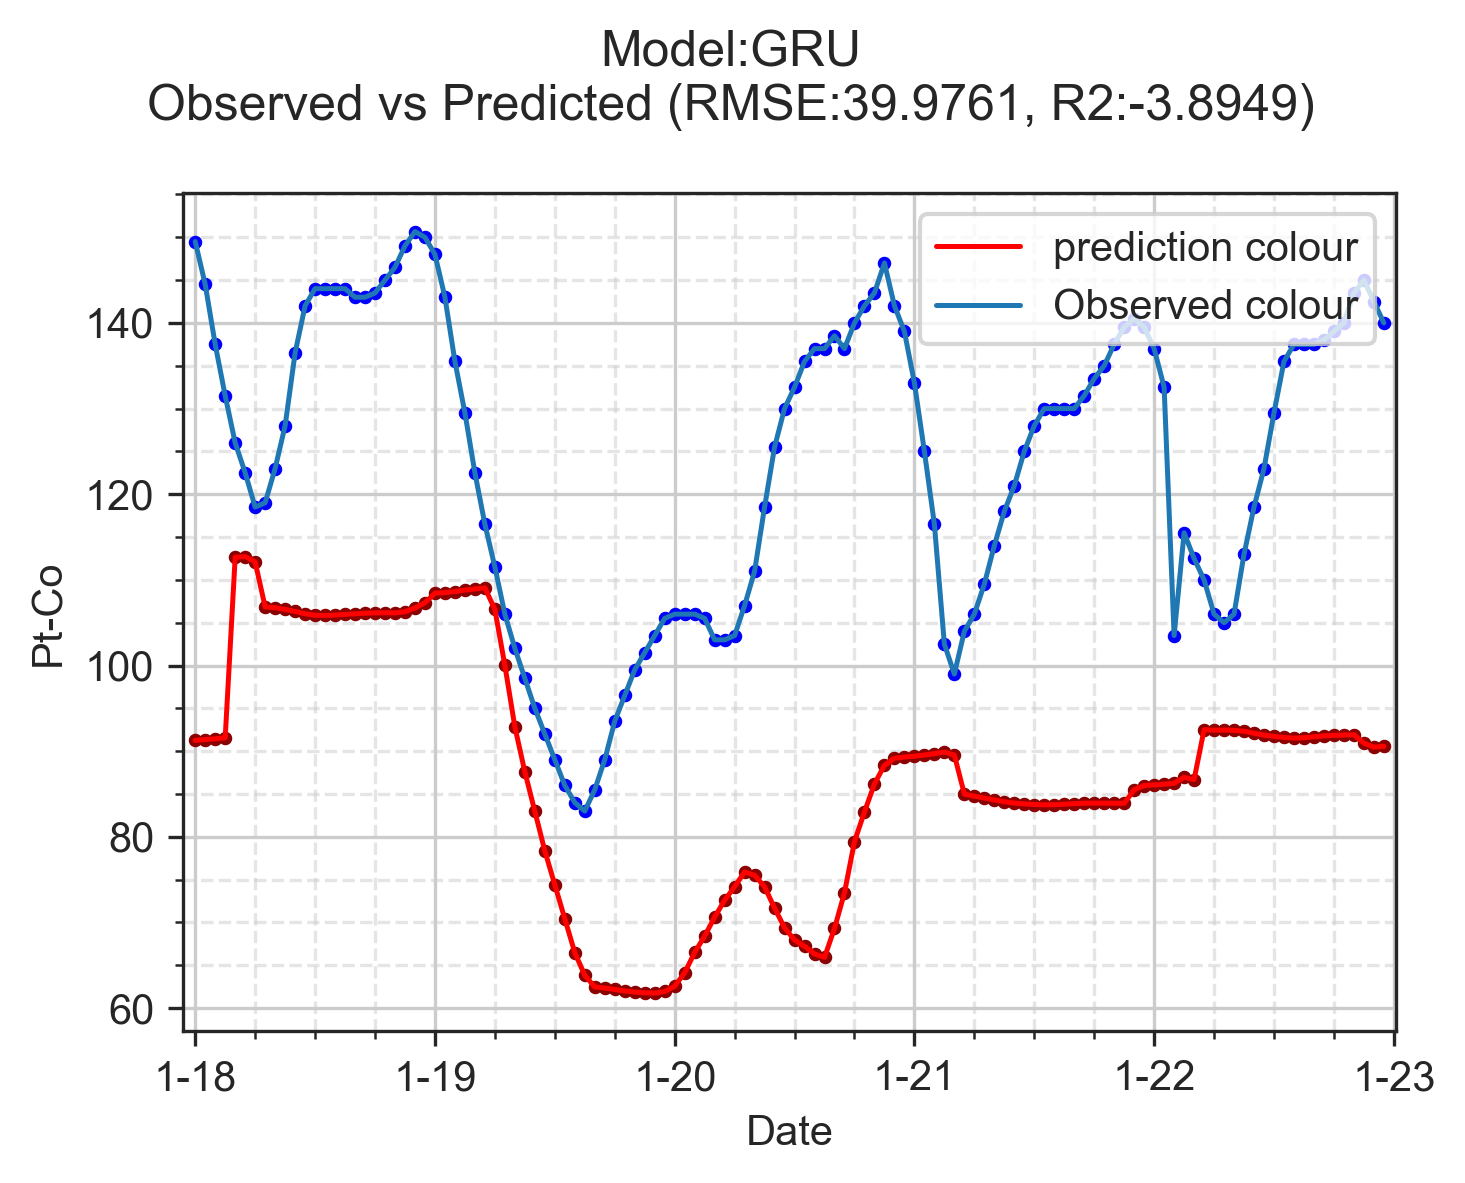 Model:GRU
Observed vs Predicted (RMSE:39.9761, R2:-3.8949)
prediction colour
Observed colour
140
120
100
80
60
Pt-Co
1-18
1-19
1-20
1-21
1-22
1-23
Date